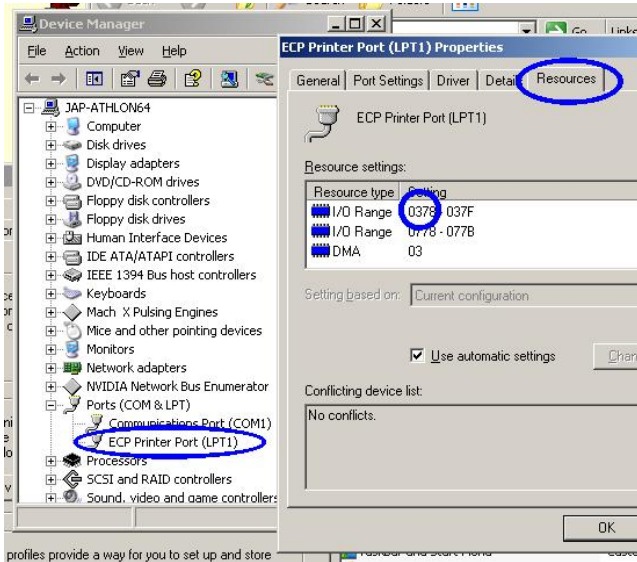 Device Manager
File Action View Help
JAP-ATHLON64
Computer
Disk drives
Display adapters
DVD/CD-ROM drives
Floppy disk controllers
Floppy disk drives
Human Interface Devices
IDE ATA/ATAPI controllers
IEEE 1394 Bus host controllers
Keyboards
Mach X Pulsing Engines
Mice and other pointing devices
Monitors
Network adapters
NVIDIA Network Bus Enumerator
Ports (COM & LPT)
Communications Port (COM1)
ECP Printer Port (LPT1)
Processors
SCSI and RAID controllers
Sound, video and game controllers
profiles provide a way for you to set up and store
Go Links
ECP Printer Port (LPT1) Properties
General Port Settings Driver Details Resources
ECP Printer Port (LPT1)
Resource settings:
Resource type Setting
I/O Range 0378 - 037F
I/O Range 0778 - 077B
DMA 03
Setting based on: Current configuration
Use automatic settings
Conflicting device list:
No conflicts.
OK